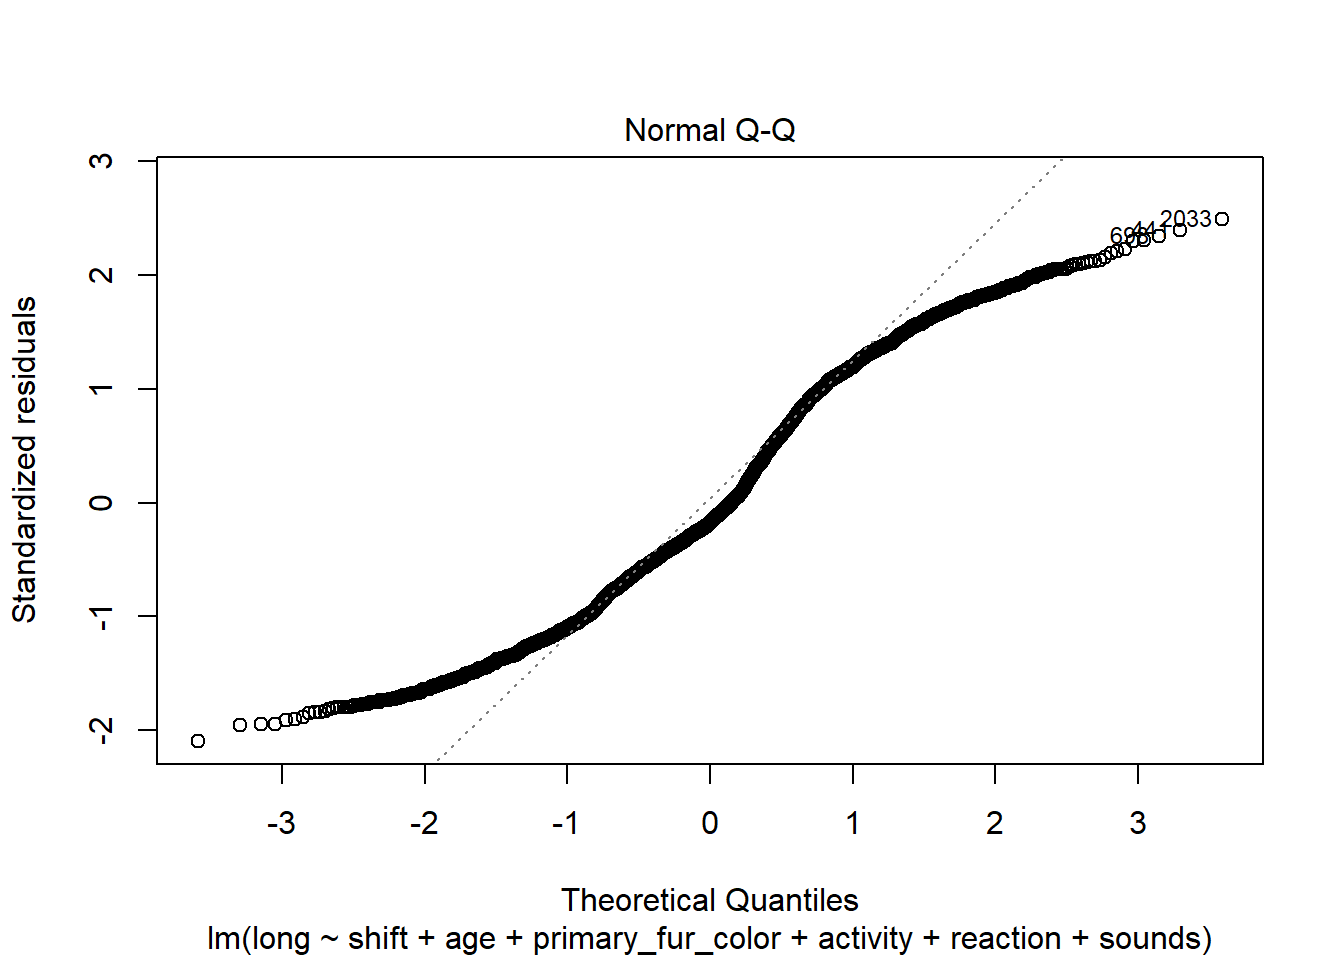 Normal Q-Q
3
2
1
0
-1
-2
Standardized residuals
2033
-3 -2 -1 0 1 2 3
Theoretical Quantiles
lm(long ~ shift + age + primary_fur_color + activity + reaction + sounds)